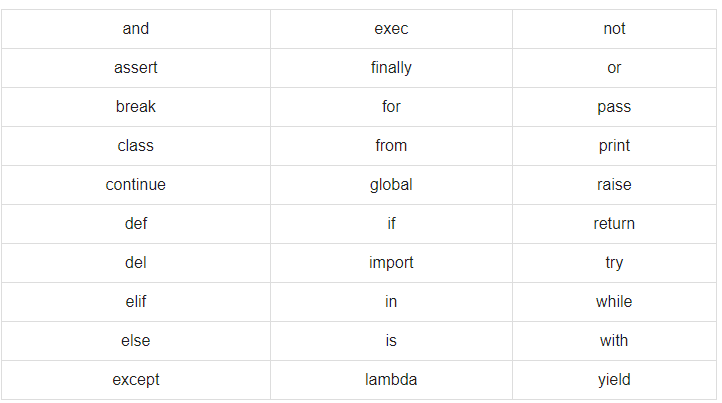 and exec not
assert finally or
break for pass
class from print
continue global raise
def if return
del import try
elif in while
else is with
except lambda yield